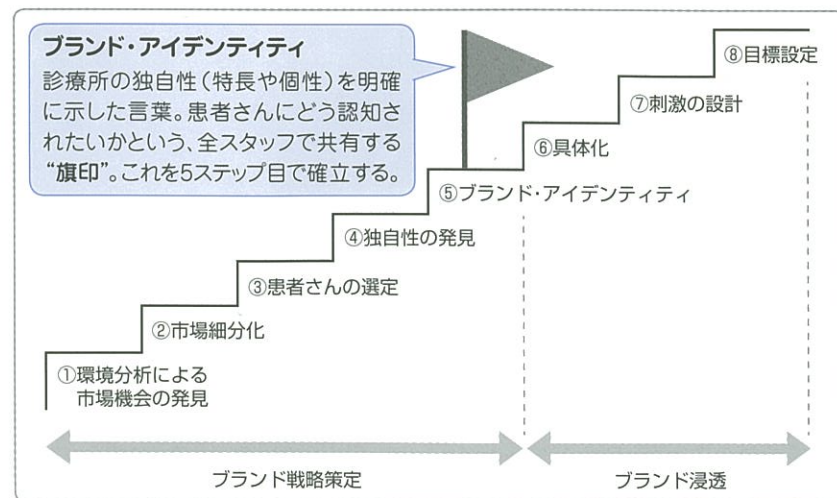 ブランド・アイデンティティ
診療所の独自性(特長や個性)を明確
に示した言葉。患者さんにどう認知さ
れたいかという、全スタッフで共有する
“旗印”。これを5ステップ目で確立する。
⑧目標設定
⑦刺激の設計
⑥具体化
⑤ブランド・アイデンティティ
④独自性の発見
③患者さんの選定
②市場細分化
①環境分析による
市場機会の発見
ブランド戦略策定
ブランド浸透